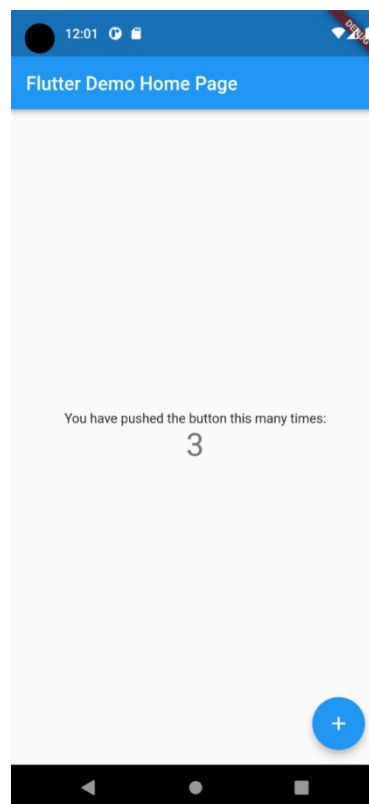 12:01
DEBUG
Flutter Demo Home Page
You have pushed the button this many times:
3
+